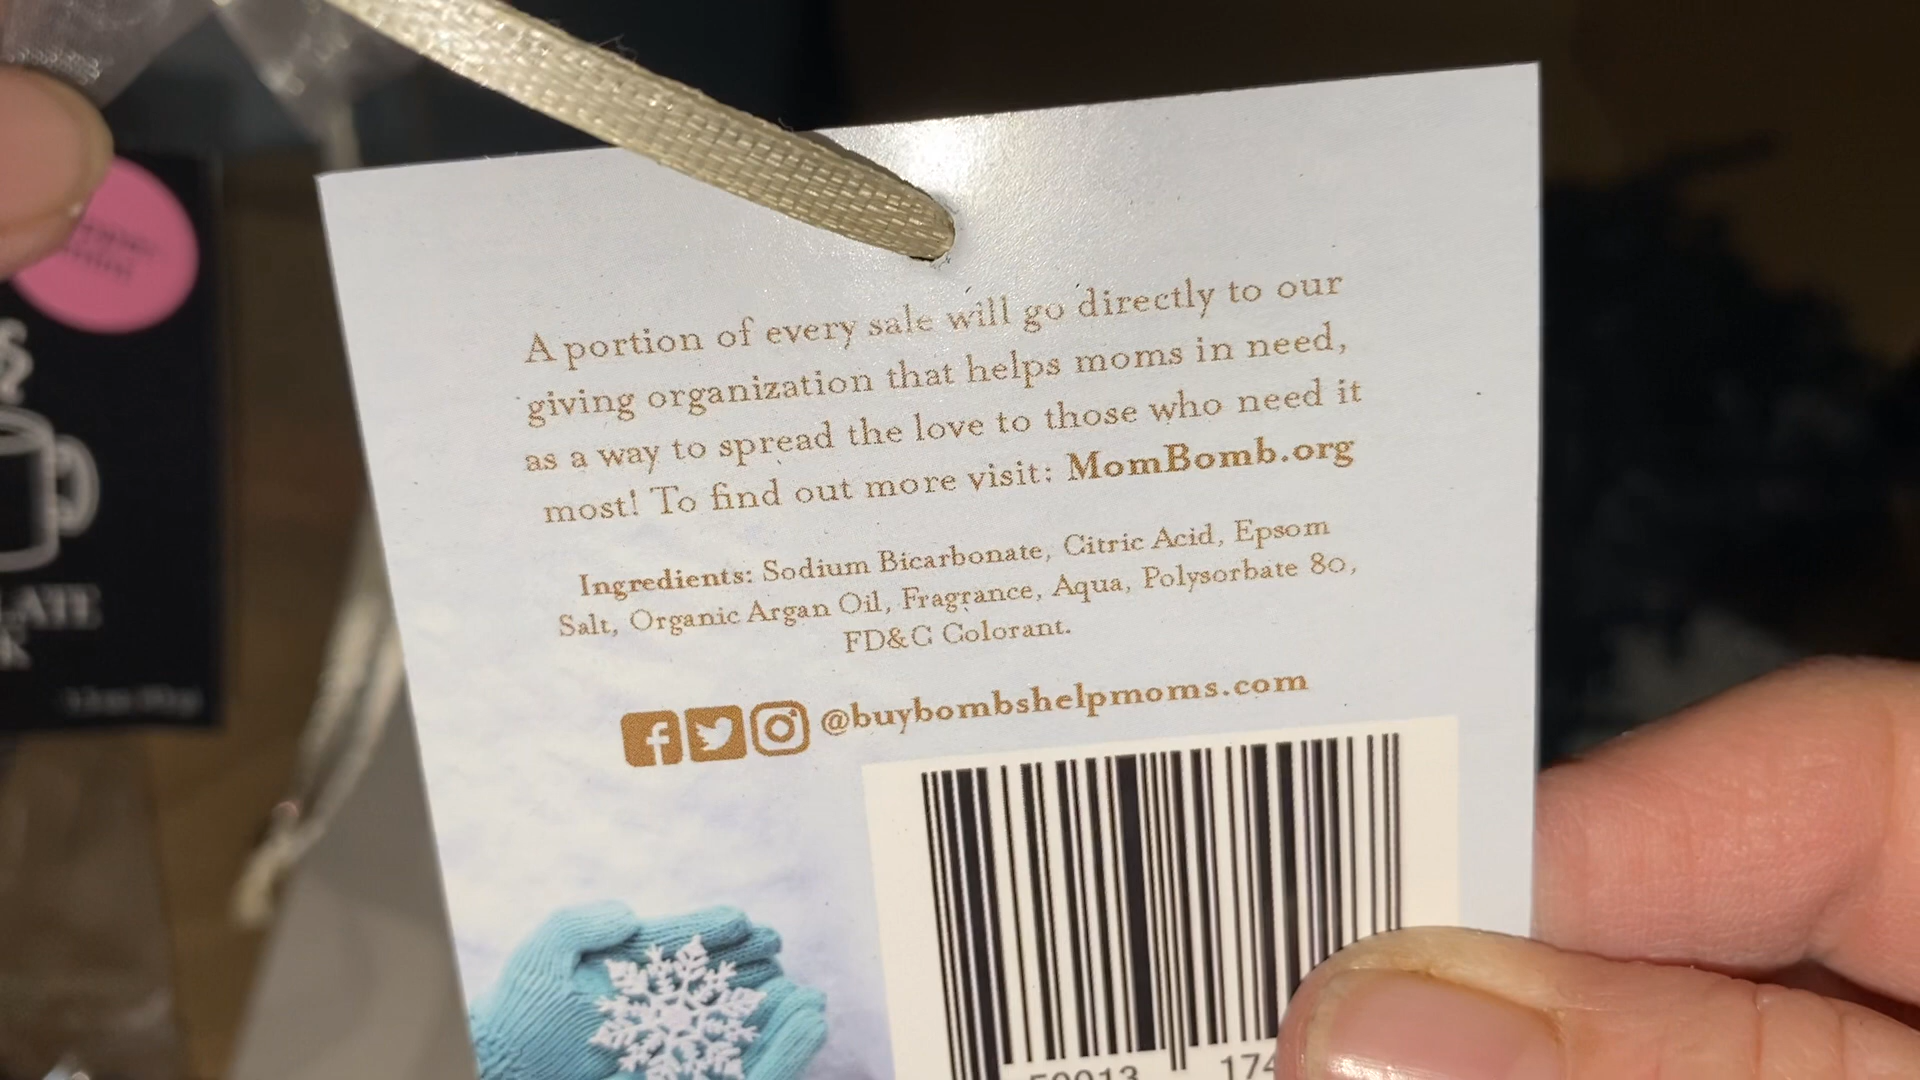 A portion of every sale will go directly to our
giving organization that helps moms in need,
as a way to spread the love to those who need it
most! To find out more visit: MomBomb.org
Ingredients: Sodium Bicarbonate, Citric Acid, Epsom
Salt, Organic Argan Oil, Fragrance, Aqua, Polysorbate 80,
FD&C Colorant.
@buybombshelpmoms.com